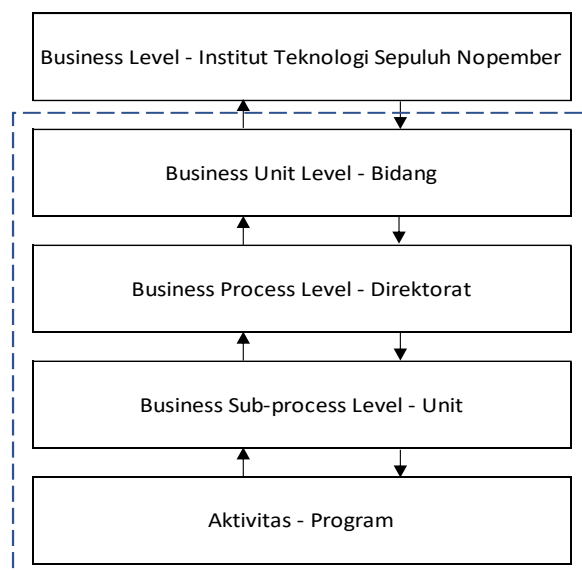 Business Level - Institut Teknologi Sepuluh Nopember
Business Unit Level - Bidang
Business Process Level - Direktorat
Business Sub-process Level - Unit
Aktivitas - Program